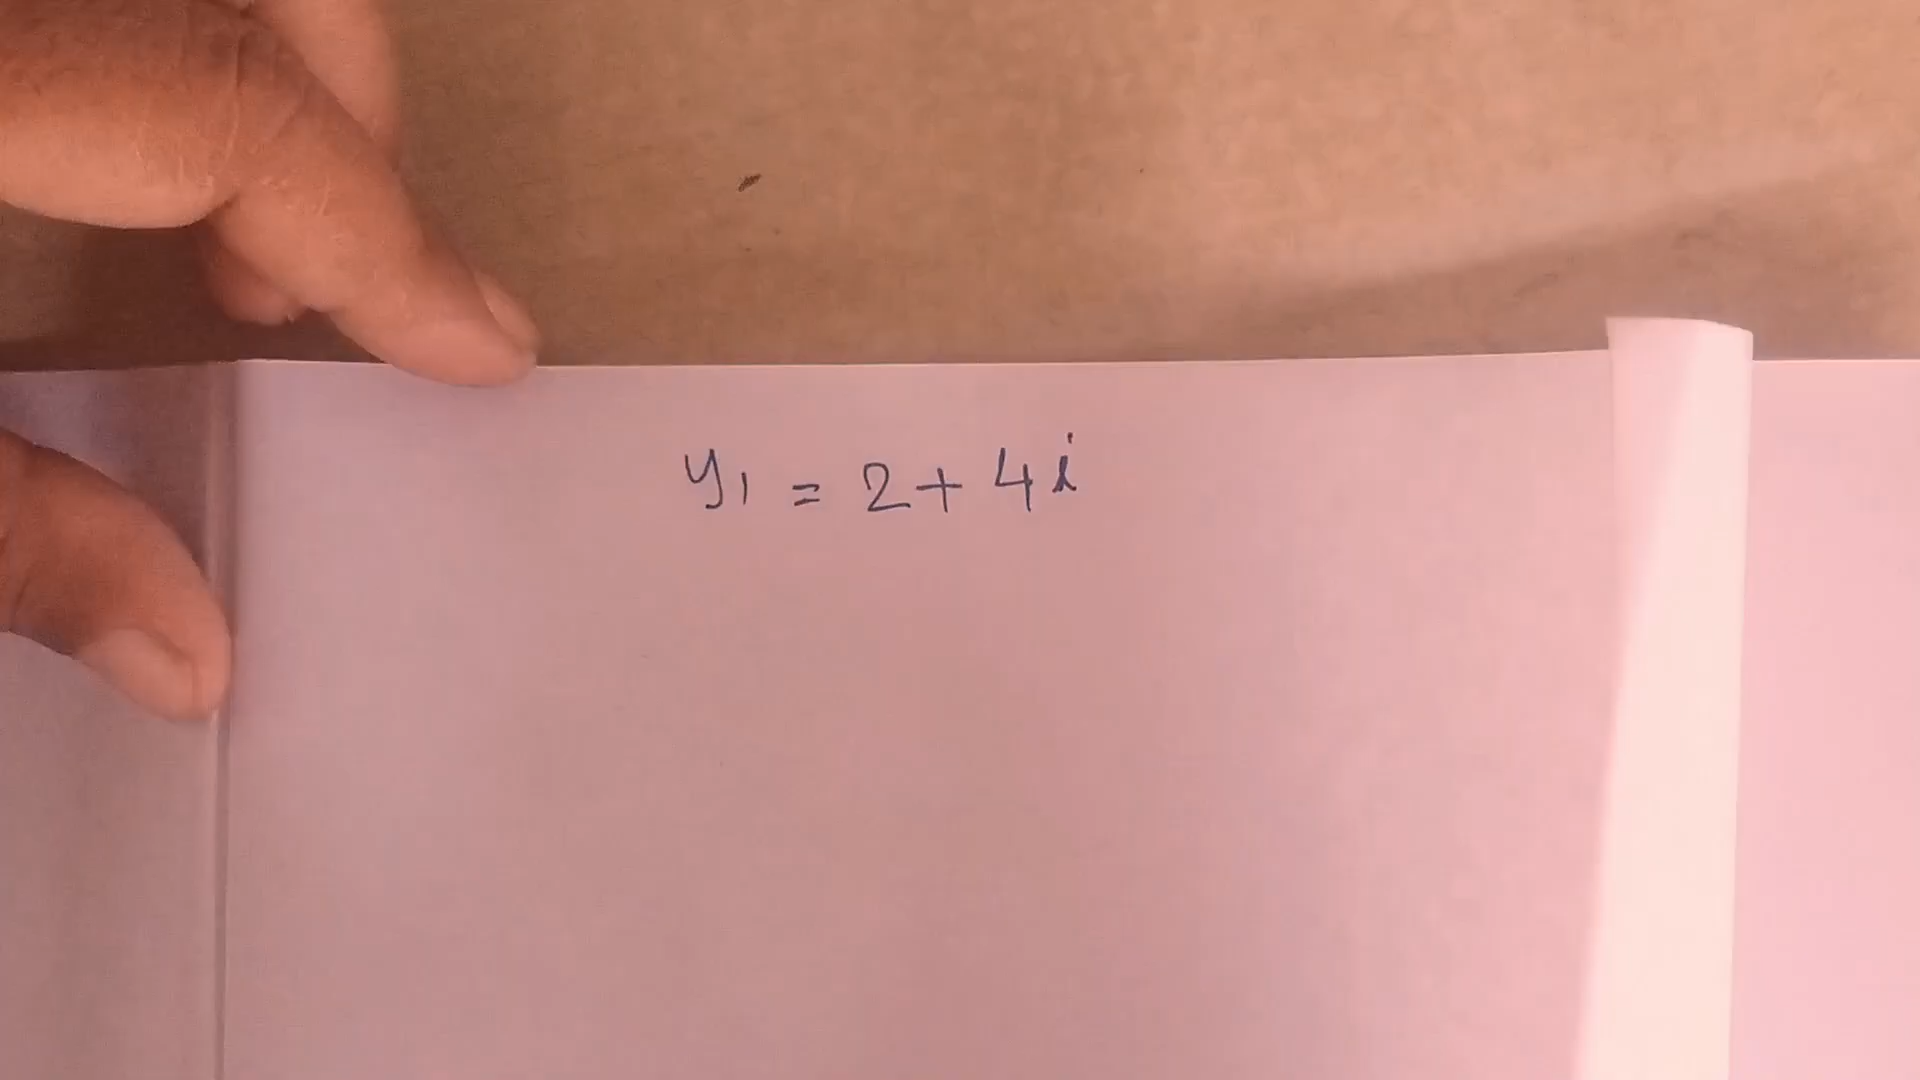 y₁ = 2 + 4i